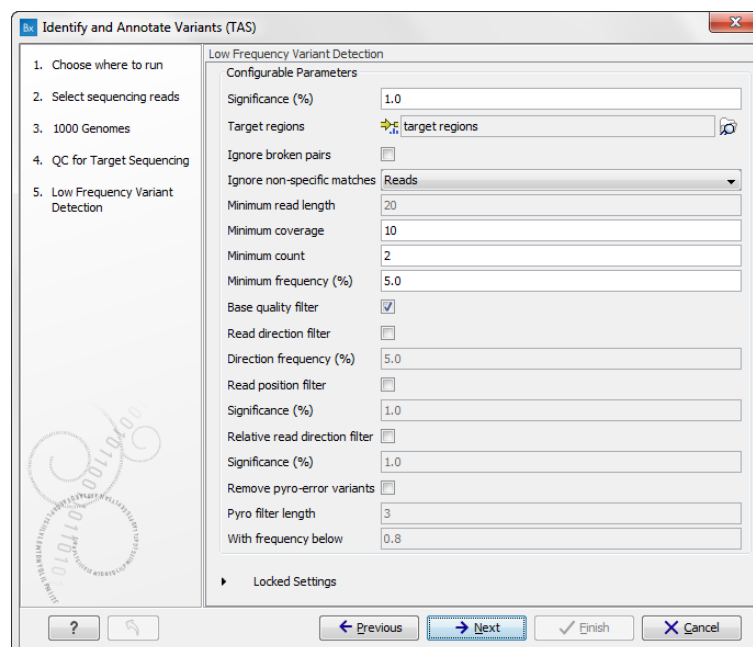 Bx Identify and Annotate Variants (TAS)
1. Choose where to run
2. Select sequencing reads
3. 1000 Genomes
4. QC for Target Sequencing
5. Low Frequency Variant
Detection
Low Frequency Variant Detection
Configurable Parameters
Significance (%) 1.0
Target regions target regions
Ignore broken pairs
Ignore non-specific matches Reads
Minimum read length 20
Minimum coverage 10
Minimum count 2
Minimum frequency (%) 5.0
Base quality filter
Read direction filter
Direction frequency (%) 5.0
Read position filter
Significance (%) 1.0
Relative read direction filter
Significance (%) 1.0
Remove pyro-error variants
Pyro filter length 3
With frequency below 0.8
Locked Settings
? Previous Next Finish Cancel